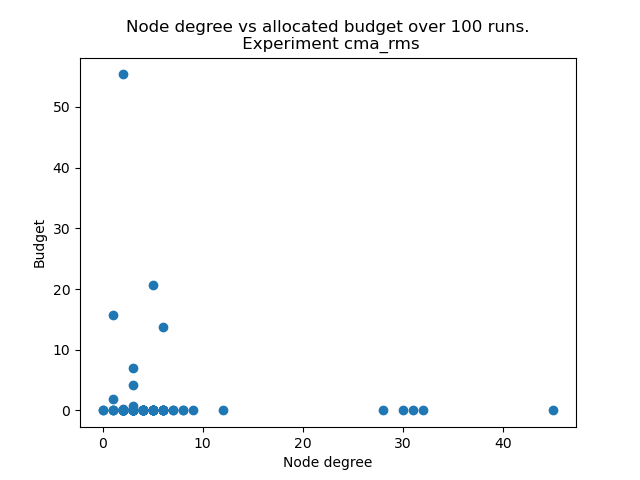 Node degree vs allocated budget over 100 runs.
Experiment cma_rms
50
40
30
20
10
0
Budget
0 10 20 30 40
Node degree